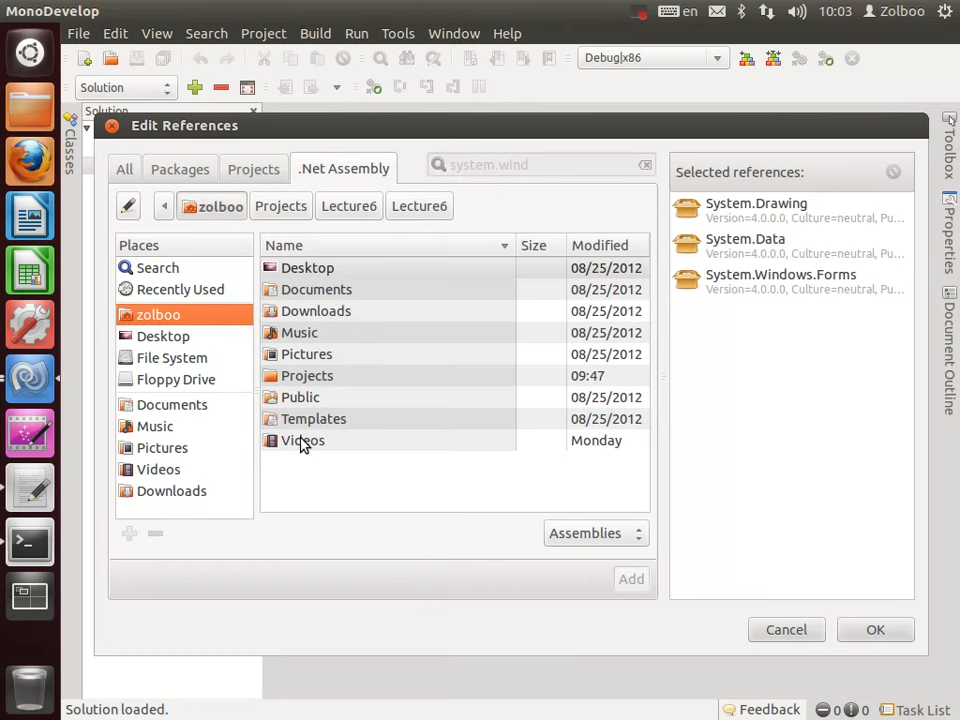 MonoDevelop
en
10:03
Zolboo
File Edit View Search Project Build Run Tools Window Help
Debug|x86
Solution
Solution
Classes
Edit References
All
Packages
Projects
.Net Assembly
system.wind
zolboo
Projects
Lecture6
Lecture6
Places
Search
Recently Used
zolboo
Desktop
File System
Floppy Drive
Documents
Music
Pictures
Videos
Downloads
Name Size Modified
Desktop 08/25/2012
Documents 08/25/2012
Downloads 08/25/2012
Music 08/25/2012
Pictures 08/25/2012
Projects 09:47
Public 08/25/2012
Templates 08/25/2012
Videos Monday
Assemblies
Add
Selected references:
System.Drawing
Version=4.0.0.0, Culture=neutral, Pu...
System.Data
Version=4.0.0.0, Culture=neutral, Pu...
System.Windows.Forms
Version=4.0.0.0, Culture=neutral, Pu...
Cancel
OK
Toolbox
Properties
Document Outline
Solution loaded.
Feedback
0
0
Task List